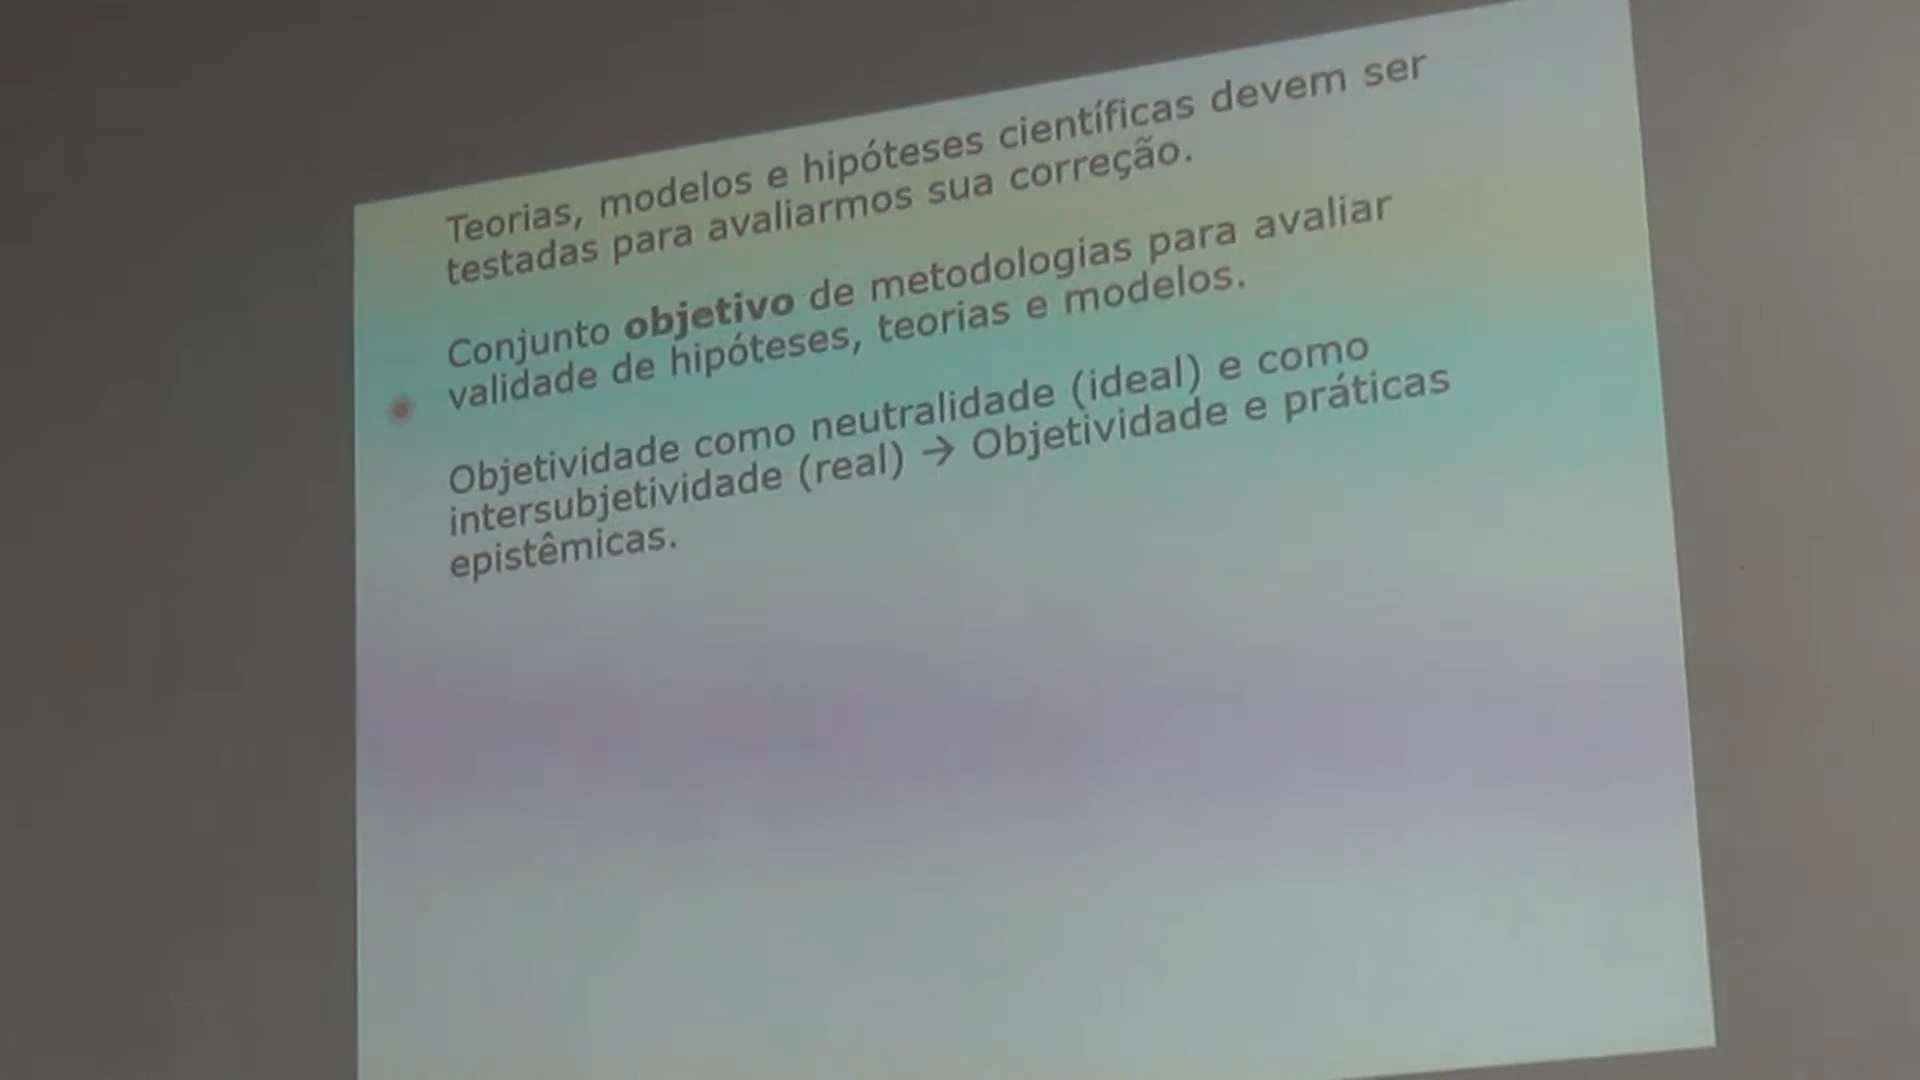 Teorias, modelos e hipóteses científicas devem ser
testadas para avaliarmos sua correção.
Conjunto objetivo de metodologias para avaliar
validade de hipóteses, teorias e modelos.
Objetividade como neutralidade (ideal) e como
intersubjetividade (real) → Objetividade e práticas
epistêmicas.